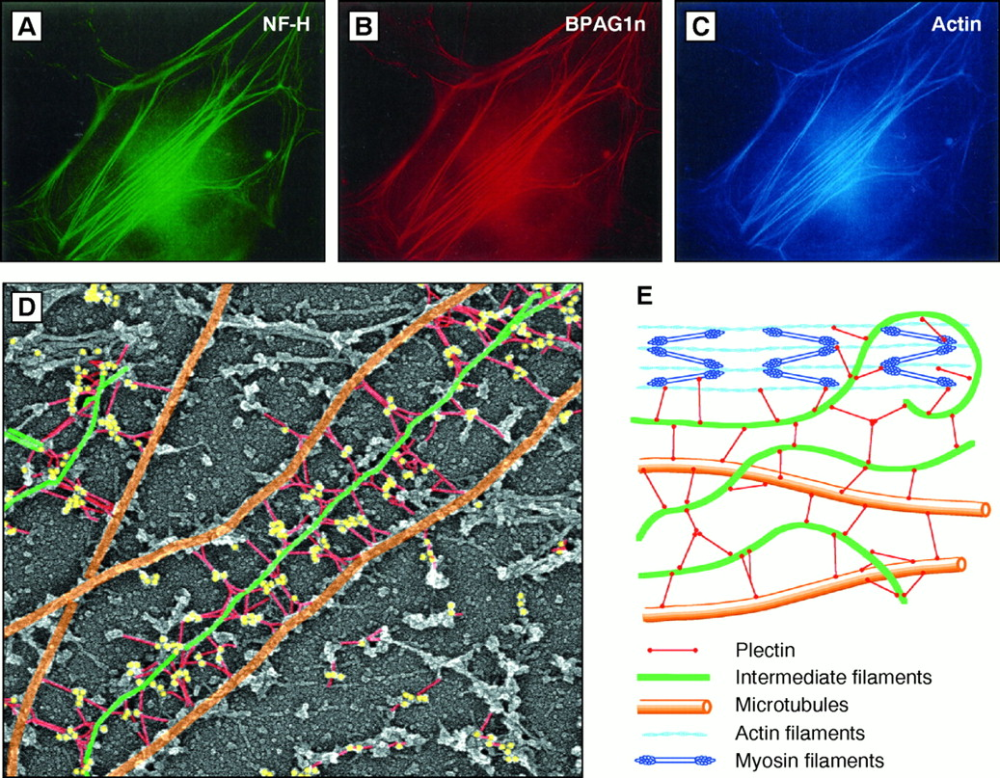 A
NF-H
B
BPAG1n
C
Actin
D
E
Plectin
Intermediate filaments
Microtubules
Actin filaments
Myosin filaments